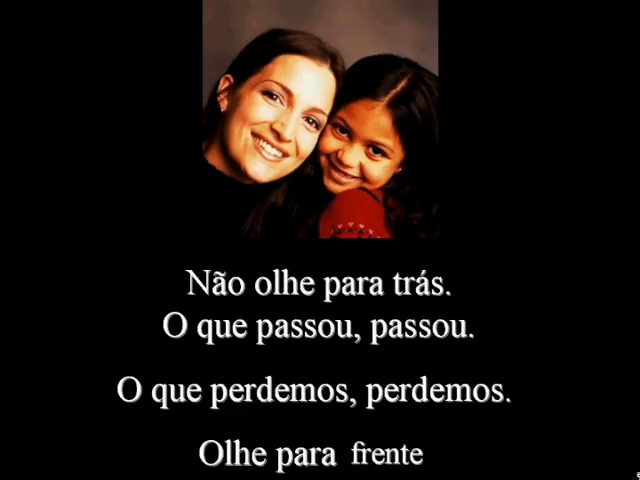 Não olhe para trás.
O que passou, passou.
O que perdemos, perdemos.
Olhe para frente